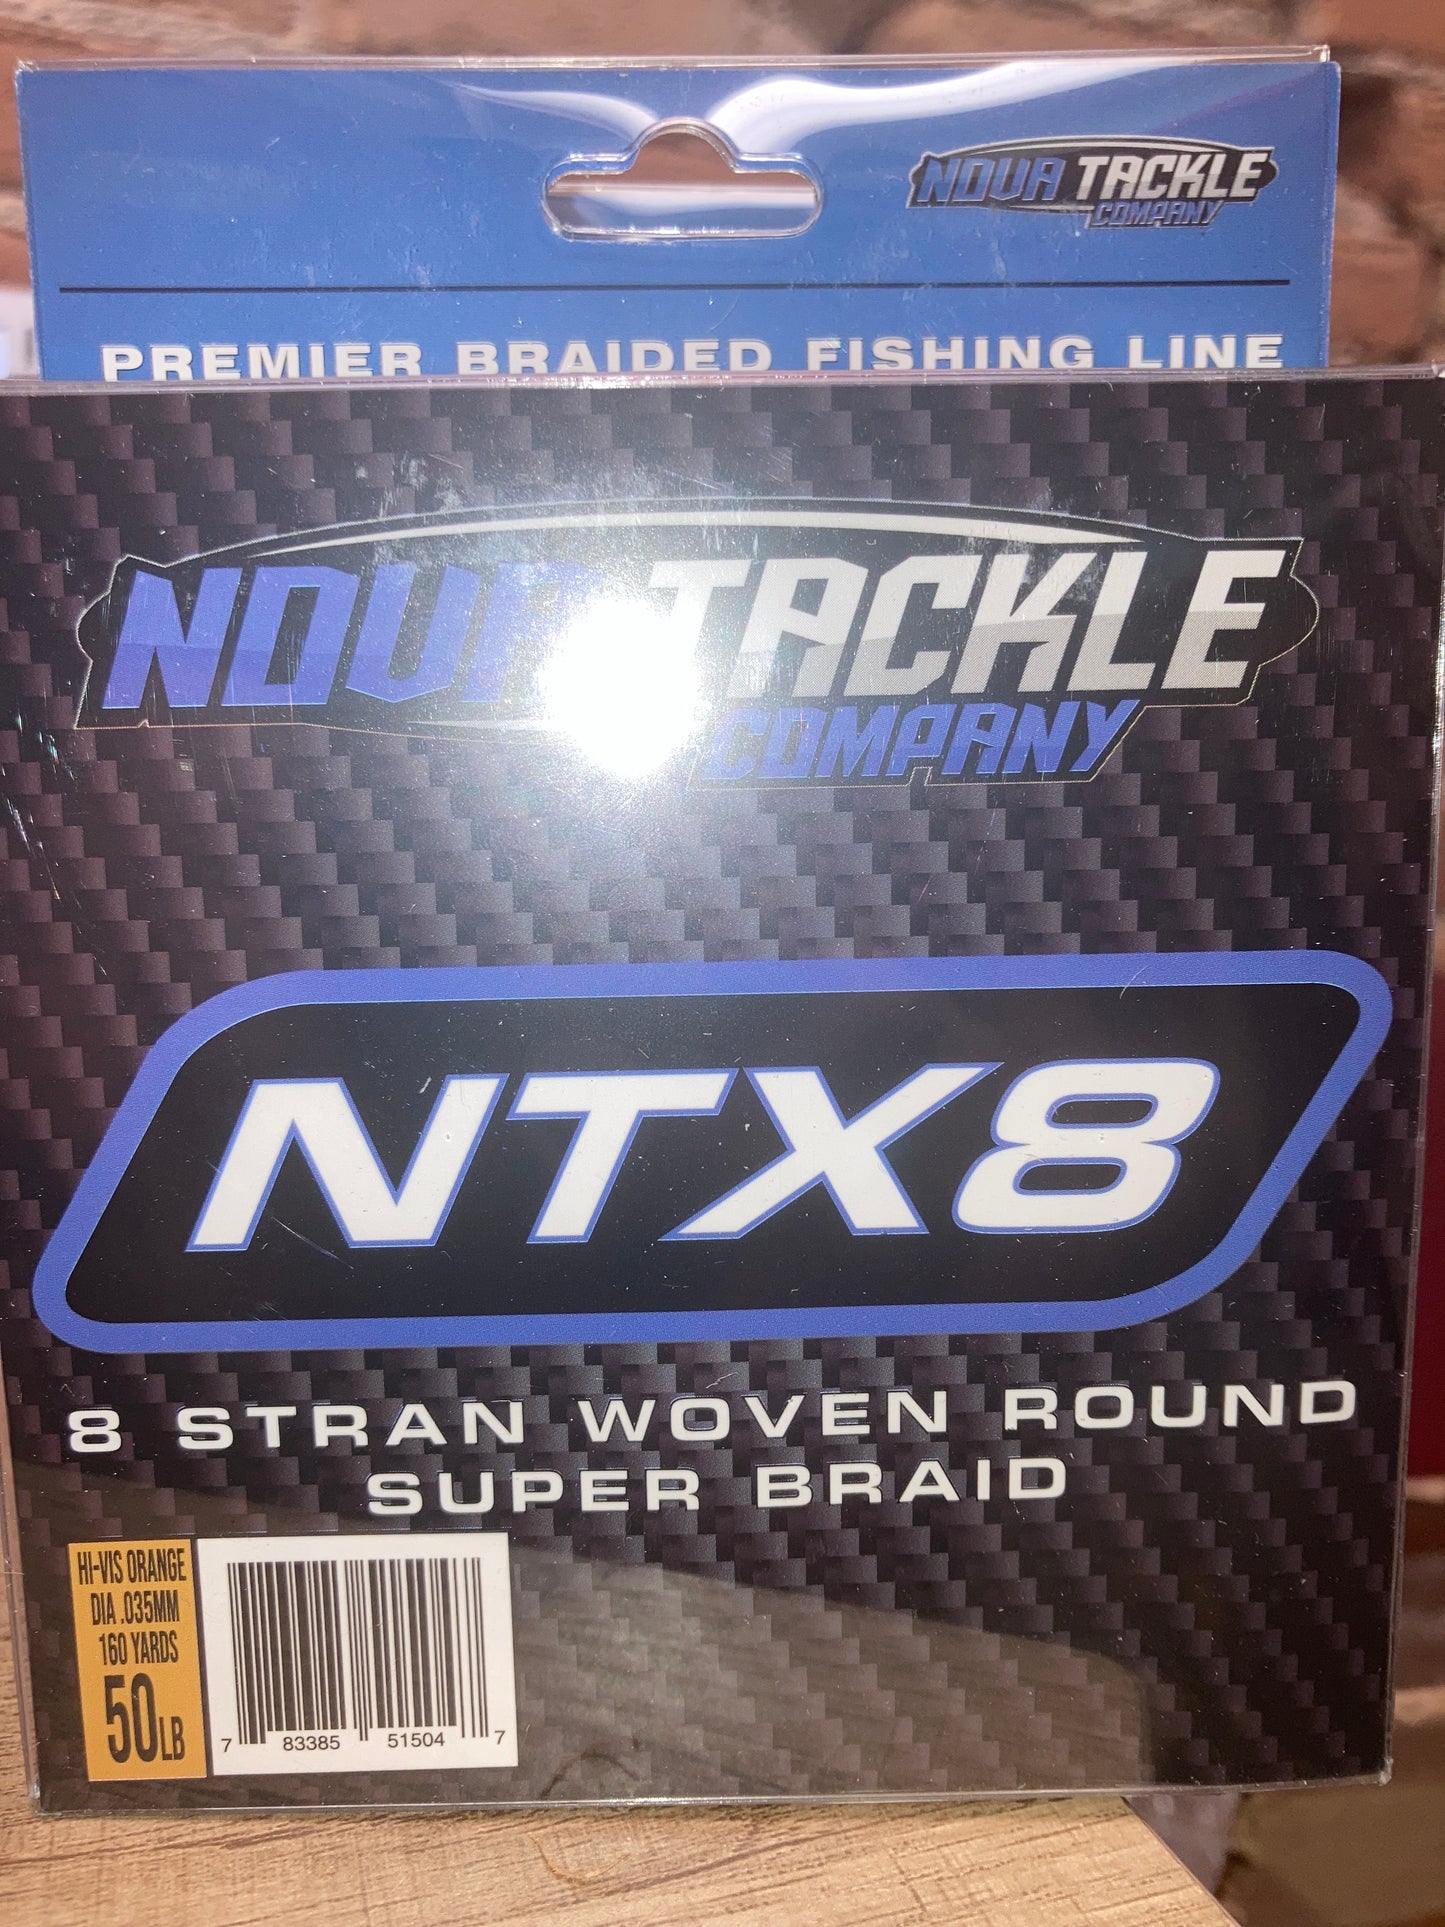 NOVA TACKLE
COMPANY
PREMIER BRAIDED FISHING LINE
NOVA TACKLE
COMPANY
NTX8
8 STRAN WOVEN ROUND
SUPER BRAID
HI-VIS ORANGE
DIA .035MM
160 YARDS
50LB
7 83385 51504 7